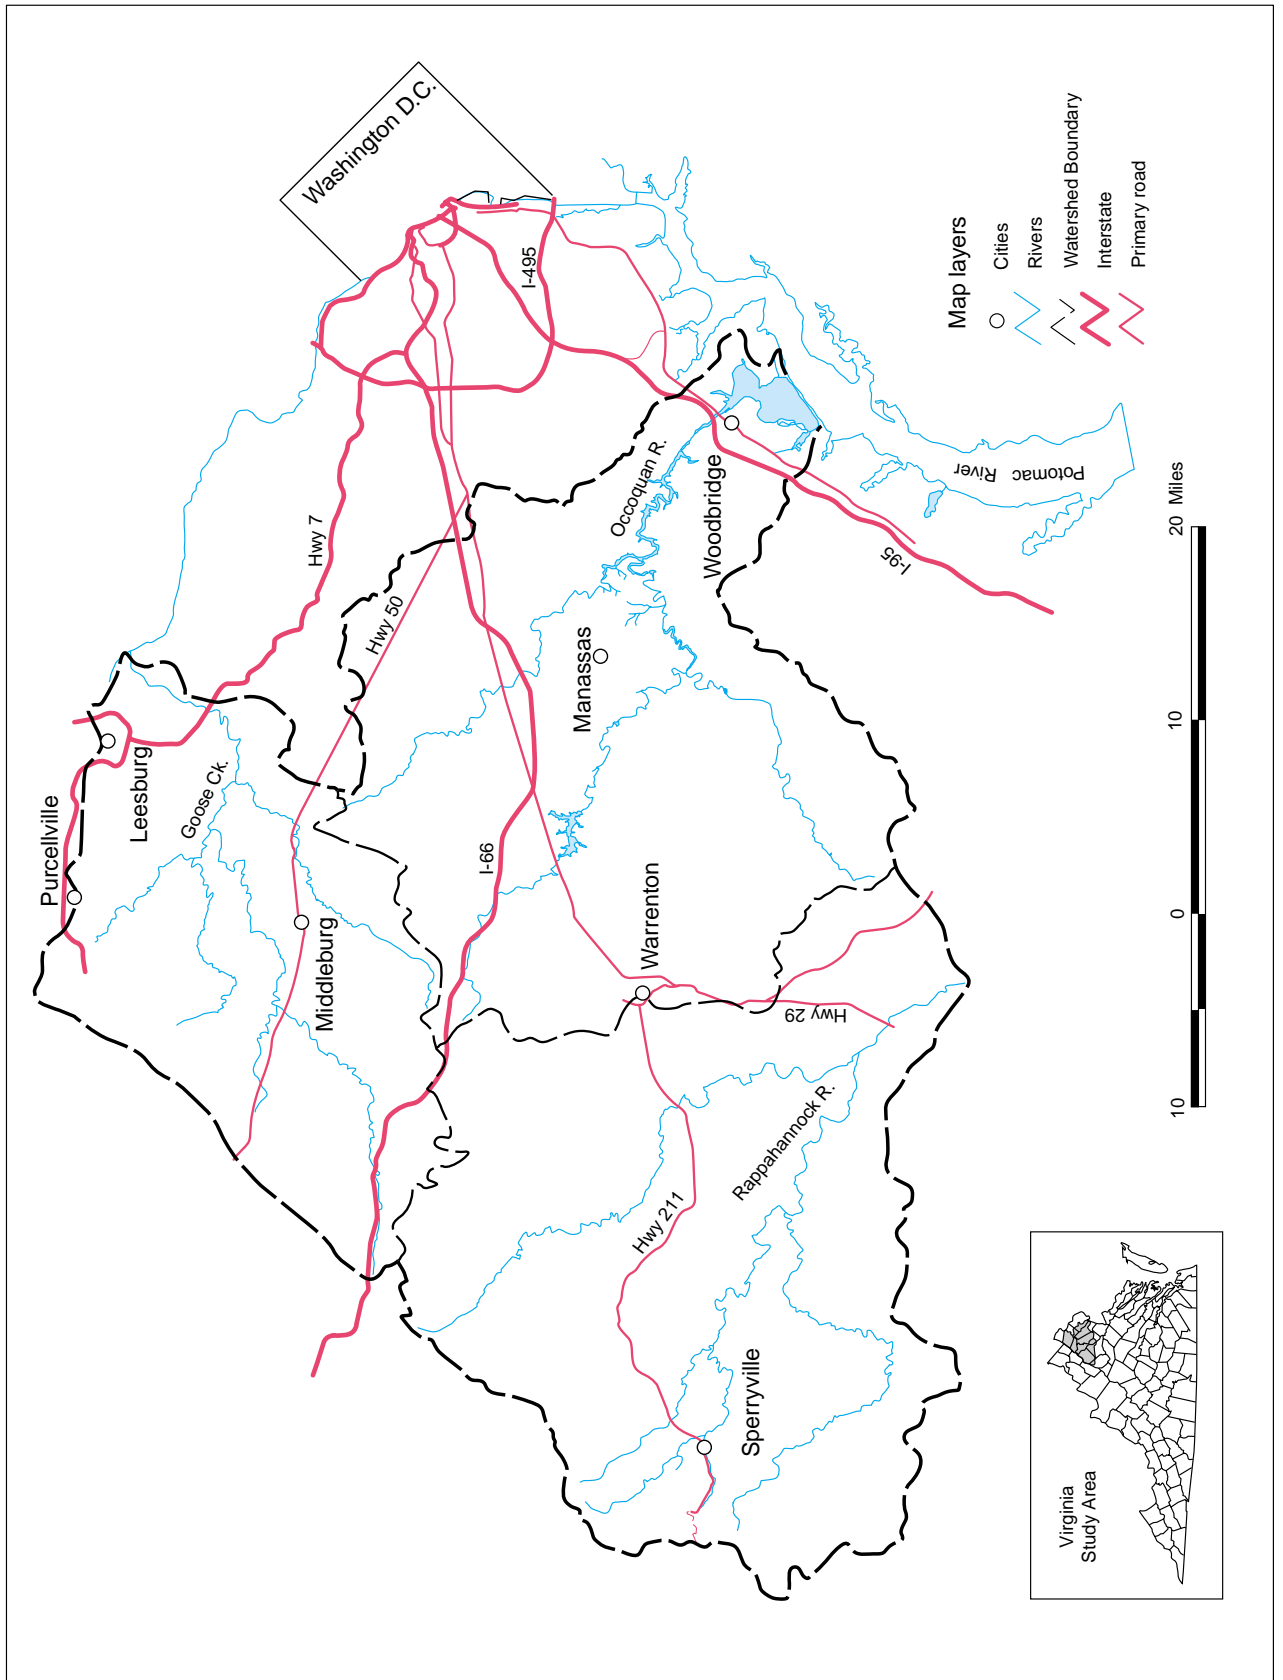 Washington D.C.
I-495
Hwy 7
Hwy 50
Purcellville
Leesburg
Goose Ck.
Middleburg
I-66
Manassas
Occoquan R.
Woodbridge
I-95
Potomac
River
Warrenton
Hwy 29
Rappahannock R.
Hwy 211
Sperryville
Map layers
Cities
Rivers
Watershed Boundary
Interstate
Primary road
10
0
10
20 Miles
Virginia
Study Area